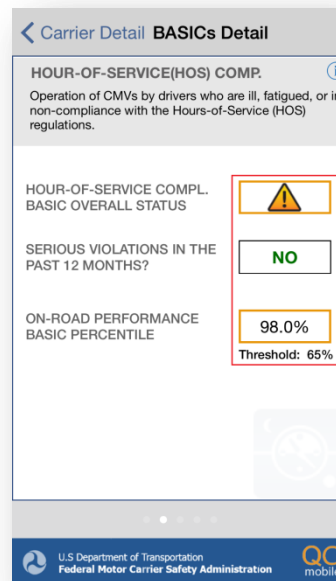 Carrier Detail BASICs Detail
HOUR-OF-SERVICE(HOS) COMP.
Operation of CMVs by drivers who are ill, fatigued, or in
non-compliance with the Hours-of-Service (HOS)
regulations.
HOUR-OF-SERVICE COMPL.
BASIC OVERALL STATUS
SERIOUS VIOLATIONS IN THE
PAST 12 MONTHS?
NO
ON-ROAD PERFORMANCE
BASIC PERCENTILE
98.0%
Threshold: 65%
U.S Department of Transportation
Federal Motor Carrier Safety Administration
QC
mobile